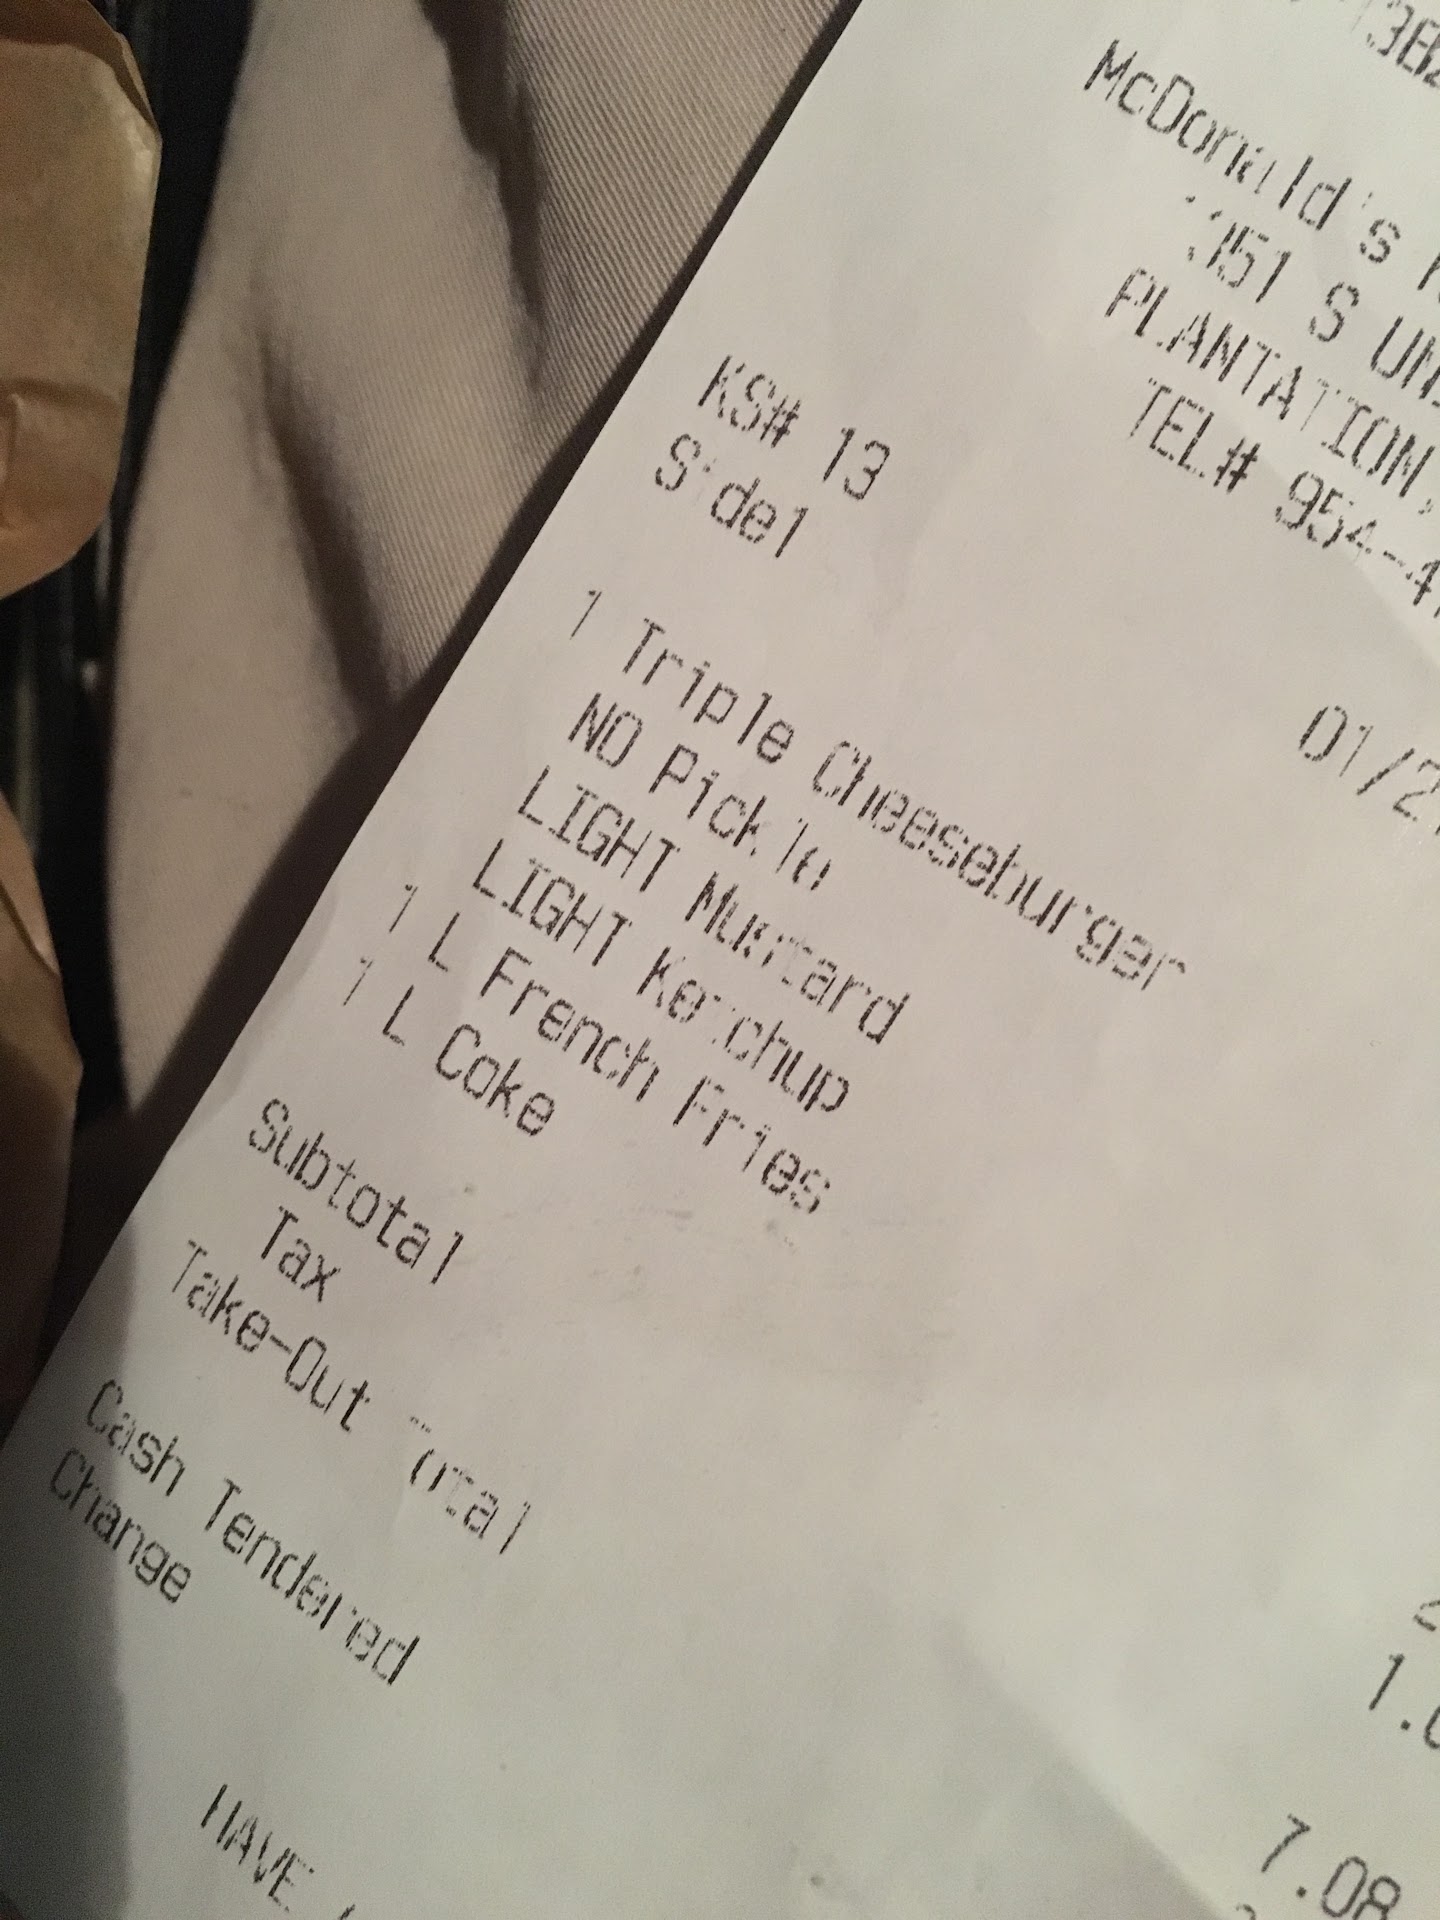 McDonald's
S UN
PLANTATION,
TEL# 954-4
KS# 13
Side1 01/2
1 Triple Cheeseburger
NO Pickle
LIGHT Mustard
LIGHT Ketchup
1 L French Fries
1 L Coke
Subtotal
Tax
Take-Out Total
Cash Tendered
Change
1.0
7.08
HAVE